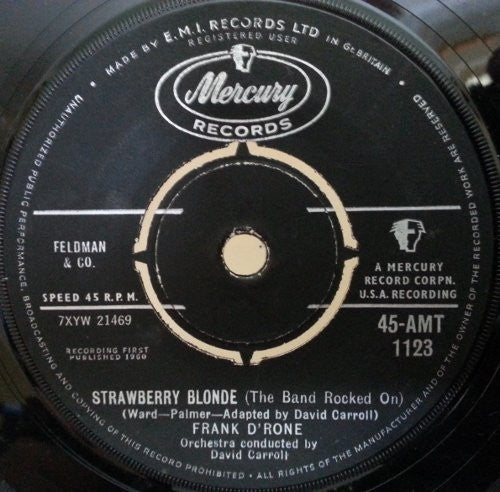 MADE BY E.M.I. RECORDS LTD IN GT. BRITAIN
REGISTERED USER
Mercury
RECORDS
UNAUTHORIZED PUBLIC PERFORMANCE, BROADCASTING AND COPYING OF THIS RECORD PROHIBITED • ALL RIGHTS OF THE MANUFACTURER AND OF THE OWNER OF THE RECORDED WORK ARE RESERVED
FELDMAN
& CO.
SPEED 45 R.P.M.
7XYW 21469
RECORDING FIRST
PUBLISHED 1960
A MERCURY
RECORD CORPN.
U.S.A. RECORDING
45-AMT
1123
STRAWBERRY BLONDE (The Band Rocked On)
(Ward—Palmer—Adapted by David Carroll)
FRANK D'RONE
Orchestra conducted by
David Carroll